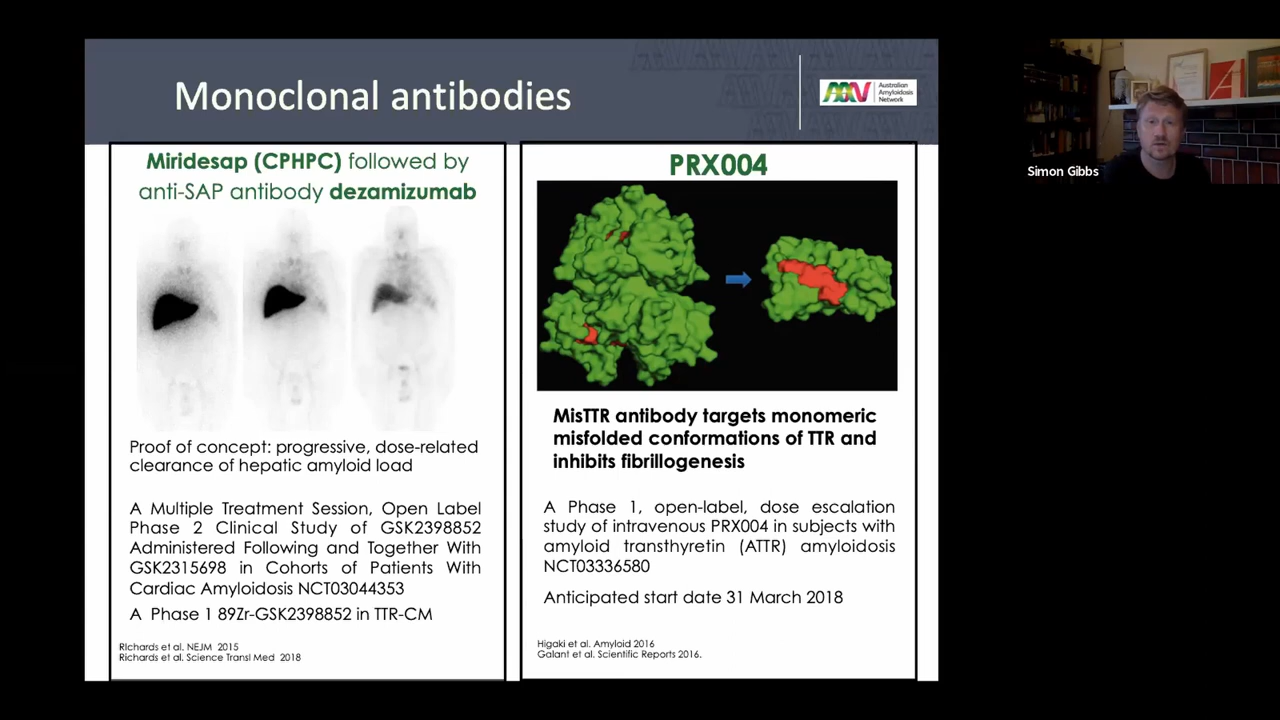 Monoclonal antibodies
AAN
Australian
Amyloidosis
Network
Miridesap (CPHPC) followed by
anti-SAP antibody dezamizumab
Proof of concept: progressive, dose-related
clearance of hepatic amyloid load
A Multiple Treatment Session, Open Label
Phase 2 Clinical Study of GSK2398852
Administered Following and Together With
GSK2315698 in Cohorts of Patients With
Cardiac Amyloidosis NCT03044353
A Phase 1 89Zr-GSK2398852 in TTR-CM
RIchards et al. NEJM 2015
Richards et al. Science Transl Med 2018
PRX004
MisTTR antibody targets monomeric
misfolded conformations of TTR and
inhibits fibrillogenesis
A Phase 1, open-label, dose escalation
study of intravenous PRX004 in subjects with
amyloid transthyretin (ATTR) amyloidosis
NCT03336580
Anticipated start date 31 March 2018
Higaki et al. Amyloid 2016
Galant et al. Scientific Reports 2016.
Simon Gibbs